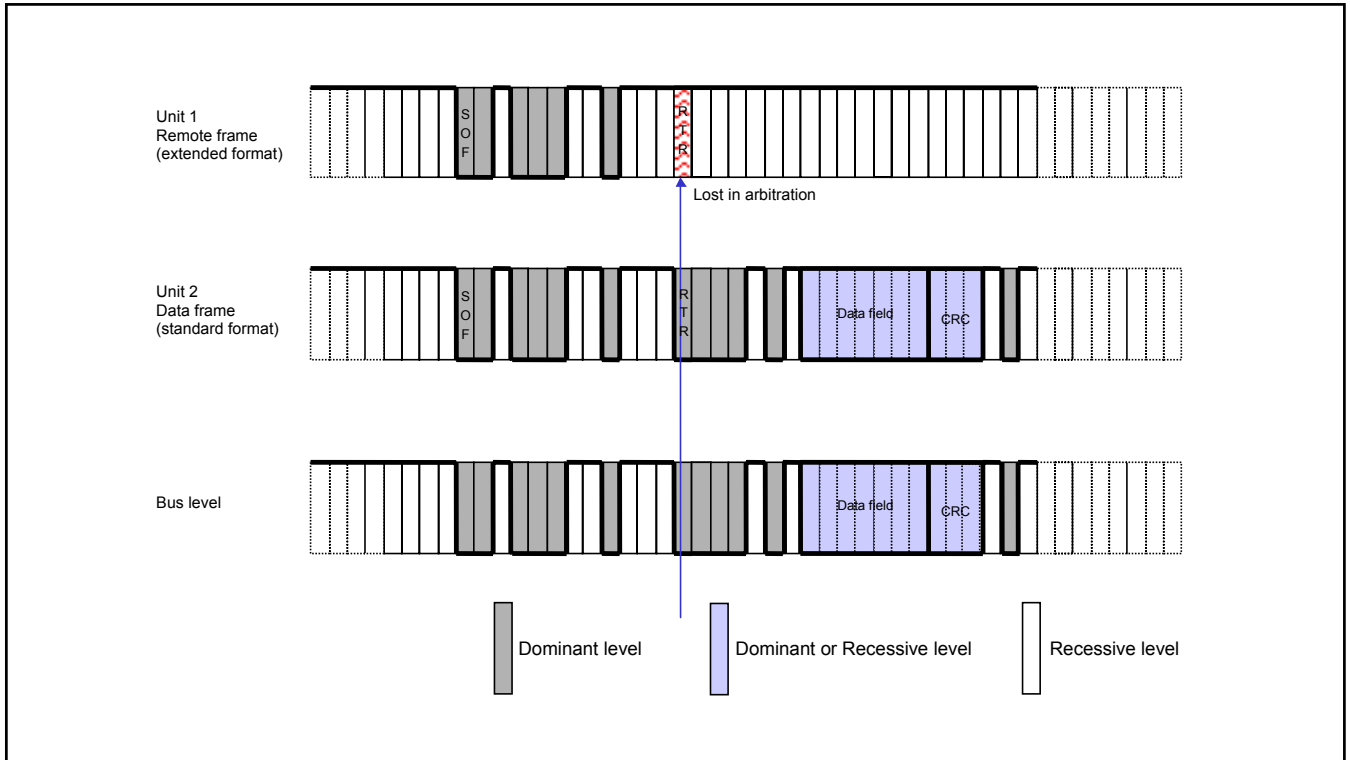 Unit 1
Remote frame
(extended format)
S
O
F
R
T
R
Lost in arbitration
Unit 2
Data frame
(standard format)
S
O
F
R
T
R
Data field
CRC
Bus level
Data field
CRC
Dominant level
Dominant or Recessive level
Recessive level